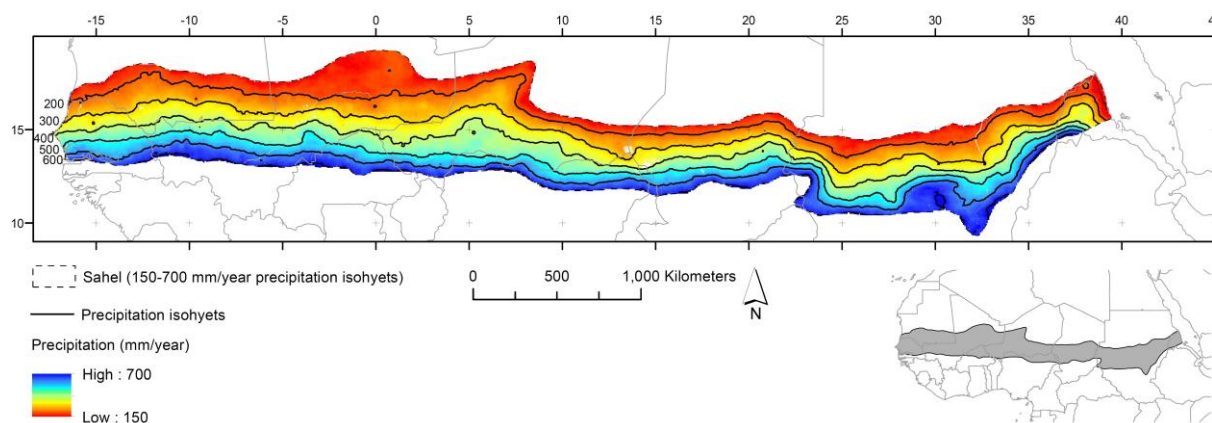 -15 -10 -5 0 5 10 15 20 25 30 35 40 45
200
300
400
500
600
15
10
Sahel (150-700 mm/year precipitation isohyets)
0 500 1,000 Kilometers
N
Precipitation isohyets
Precipitation (mm/year)
High : 700
Low : 150